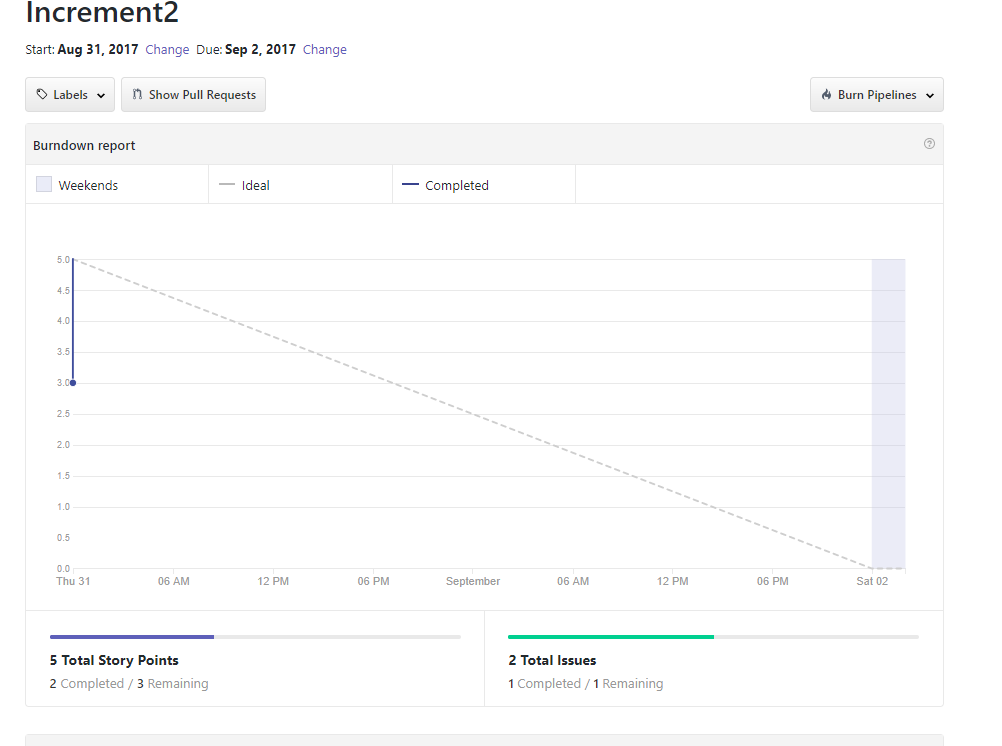 Increment2
Start: Aug 31, 2017 Change Due: Sep 2, 2017 Change
Labels Show Pull Requests Burn Pipelines
Burndown report
Weekends Ideal Completed
5.0
4.5
4.0
3.5
3.0
2.5
2.0
1.5
1.0
0.5
0.0
Thu 31 06 AM 12 PM 06 PM September 06 AM 12 PM 06 PM Sat 02
5 Total Story Points
2 Completed / 3 Remaining
2 Total Issues
1 Completed / 1 Remaining